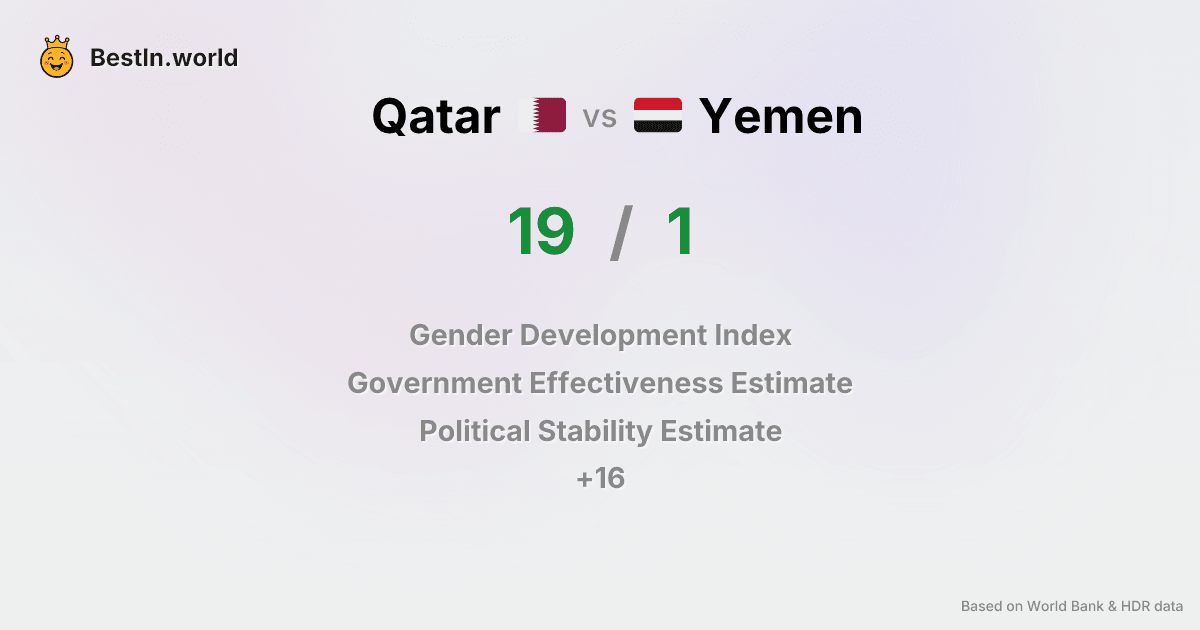 BestIn.world
Qatar vs Yemen
19 / 1
Gender Development Index
Government Effectiveness Estimate
Political Stability Estimate
+16
Based on World Bank & HDR data